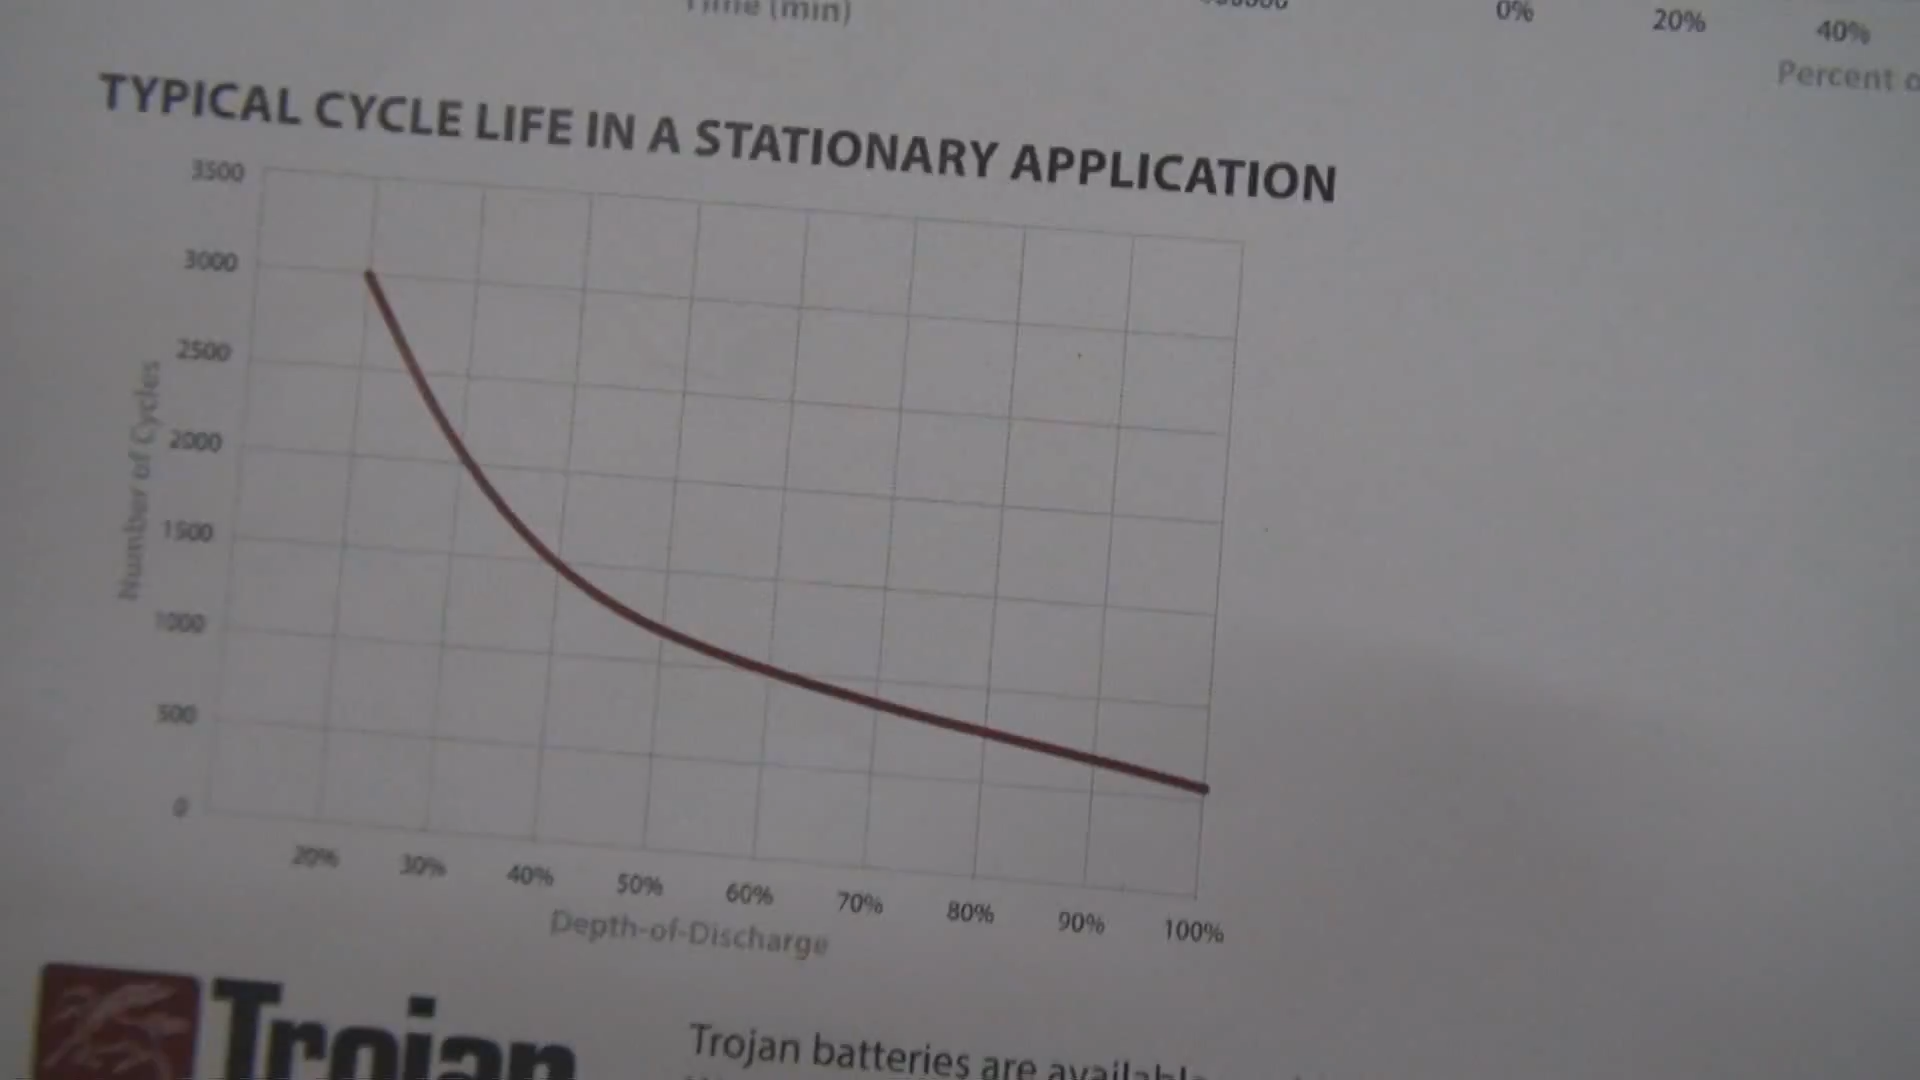 Time (min)
0% 20% 40%
Percent
TYPICAL CYCLE LIFE IN A STATIONARY APPLICATION
3500
3000
2500
2000
1500
1000
500
0
Number of Cycles
20% 30% 40% 50% 60% 70% 80% 90% 100%
Depth-of-Discharge
Trojan
Trojan batteries are available